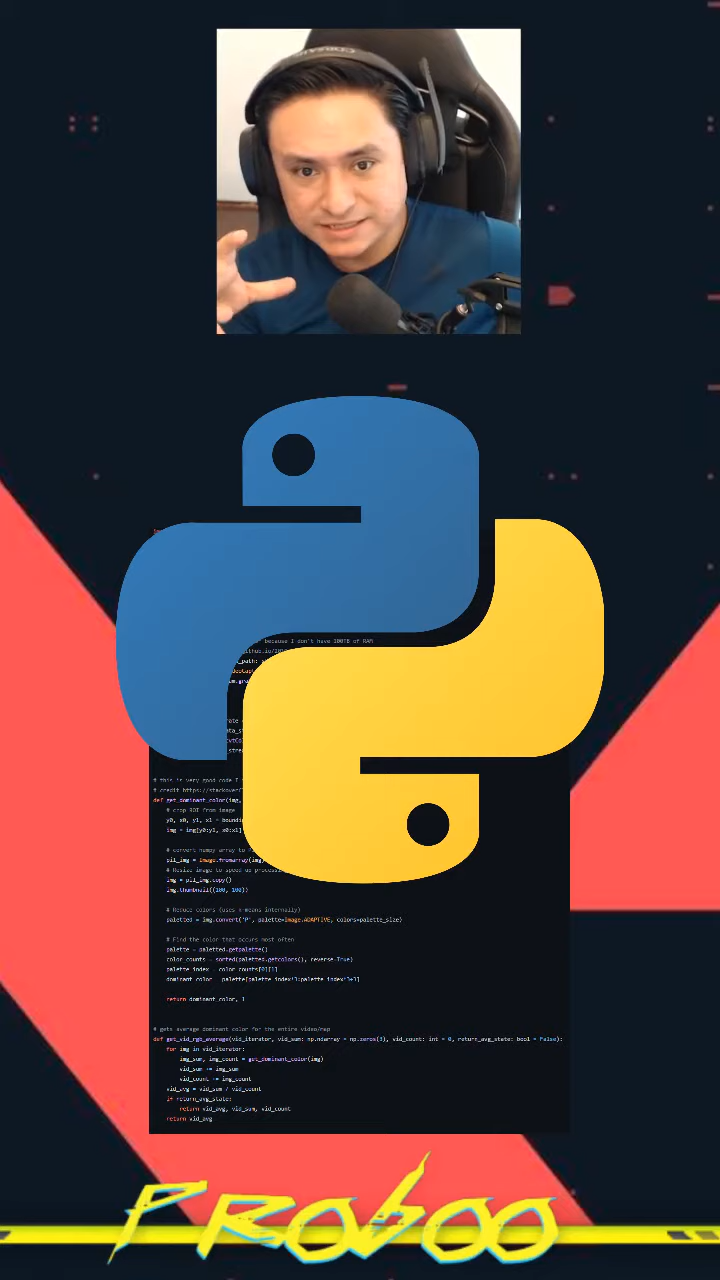 because I don't have 100TB of RAM
# this is very good code I
# credit https://stackover
def get_dominant_color(img,
# crop ROI from image
y0, x0, y1, x1 = boundin
img = img[y0:y1, x0:x1]
# convert numpy array to P
pil_img = Image.fromarray(img)
# Resize image to speed up processi
img = pil_img.copy()
img.thumbnail((100, 100))
# Reduce colors (uses k-means internally)
paletted = img.convert('P', palette=Image.ADAPTIVE, colors=palette_size)
# Find the color that occurs most often
palette = paletted.getpalette()
color_counts = sorted(paletted.getcolors(), reverse=True)
palette_index = color_counts[0][1]
dominant_color = palette[palette_index*3:palette_index*3+3]
return dominant_color, 1
# gets average dominant color for the entire video/map
def get_vid_rgb_average(vid_iterator, vid_sum: np.ndarray = np.zeros(3), vid_count: int = 0, return_avg_state: bool = False):
for img in vid_iterator:
img_sum, img_count = get_dominant_color(img)
vid_sum += img_sum
vid_count += img_count
vid_avg = vid_sum / vid_count
if return_avg_state:
return vid_avg, vid_sum, vid_count
return vid_avg
PROBOO